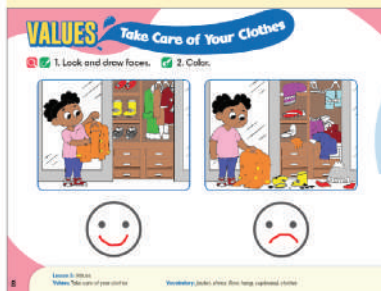 VALUES Take Care of Your Clothes
1. Look and draw faces. 2. Color.
8
Lesson 5: Values
Values: Take care of your clothes Vocabulary: jacket, shoes, floor, hang, cupboard, clothes